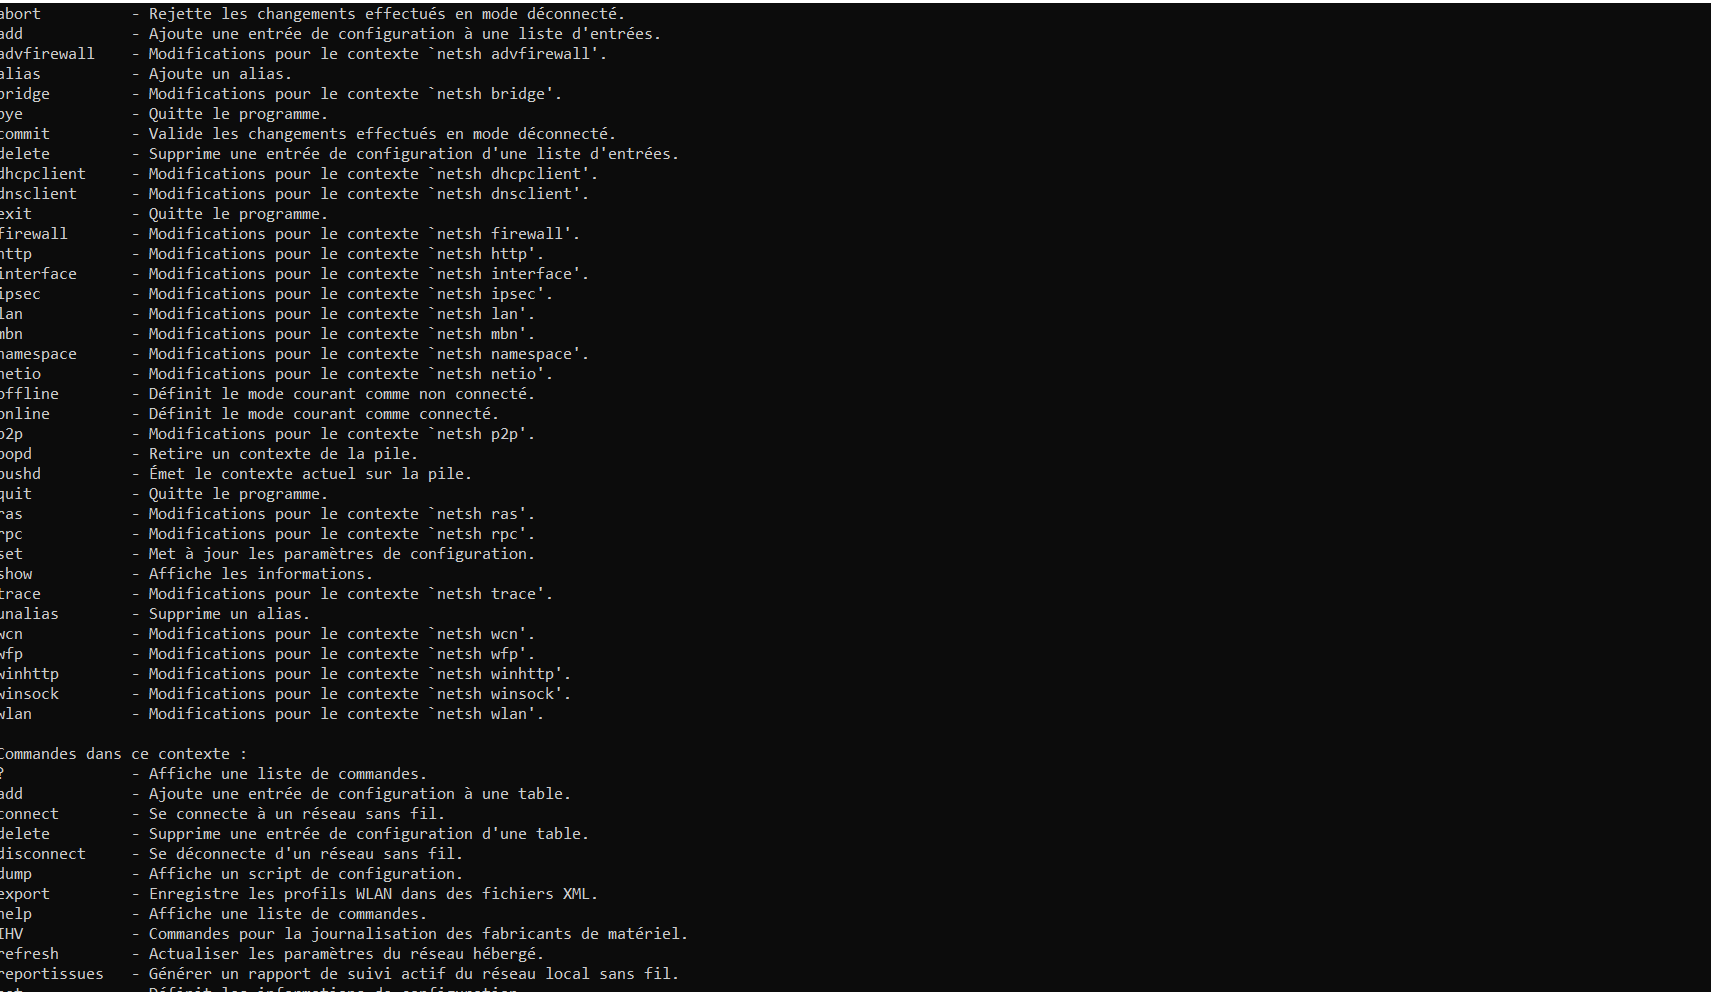 abort - Rejette les changements effectués en mode déconnecté.
add - Ajoute une entrée de configuration à une liste d'entrées.
advfirewall - Modifications pour le contexte `netsh advfirewall'.
alias - Ajoute un alias.
bridge - Modifications pour le contexte `netsh bridge'.
bye - Quitte le programme.
commit - Valide les changements effectués en mode déconnecté.
delete - Supprime une entrée de configuration d'une liste d'entrées.
dhcpclient - Modifications pour le contexte `netsh dhcpclient'.
dnsclient - Modifications pour le contexte `netsh dnsclient'.
exit - Quitte le programme.
firewall - Modifications pour le contexte `netsh firewall'.
http - Modifications pour le contexte `netsh http'.
interface - Modifications pour le contexte `netsh interface'.
ipsec - Modifications pour le contexte `netsh ipsec'.
lan - Modifications pour le contexte `netsh lan'.
mbn - Modifications pour le contexte `netsh mbn'.
namespace - Modifications pour le contexte `netsh namespace'.
netio - Modifications pour le contexte `netsh netio'.
offline - Définit le mode courant comme non connecté.
online - Définit le mode courant comme connecté.
p2p - Modifications pour le contexte `netsh p2p'.
popd - Retire un contexte de la pile.
pushd - Émet le contexte actuel sur la pile.
quit - Quitte le programme.
ras - Modifications pour le contexte `netsh ras'.
rpc - Modifications pour le contexte `netsh rpc'.
set - Met à jour les paramètres de configuration.
show - Affiche les informations.
trace - Modifications pour le contexte `netsh trace'.
unalias - Supprime un alias.
wcn - Modifications pour le contexte `netsh wcn'.
wfp - Modifications pour le contexte `netsh wfp'.
winhttp - Modifications pour le contexte `netsh winhttp'.
winsock - Modifications pour le contexte `netsh winsock'.
wlan - Modifications pour le contexte `netsh wlan'.
Commandes dans ce contexte :
? - Affiche une liste de commandes.
add - Ajoute une entrée de configuration à une table.
connect - Se connecte à un réseau sans fil.
delete - Supprime une entrée de configuration d'une table.
disconnect - Se déconnecte d'un réseau sans fil.
dump - Affiche un script de configuration.
export - Enregistre les profils WLAN dans des fichiers XML.
help - Affiche une liste de commandes.
IHV - Commandes pour la journalisation des fabricants de matériel.
refresh - Actualiser les paramètres du réseau hébergé.
reportissues - Générer un rapport de suivi actif du réseau local sans fil.